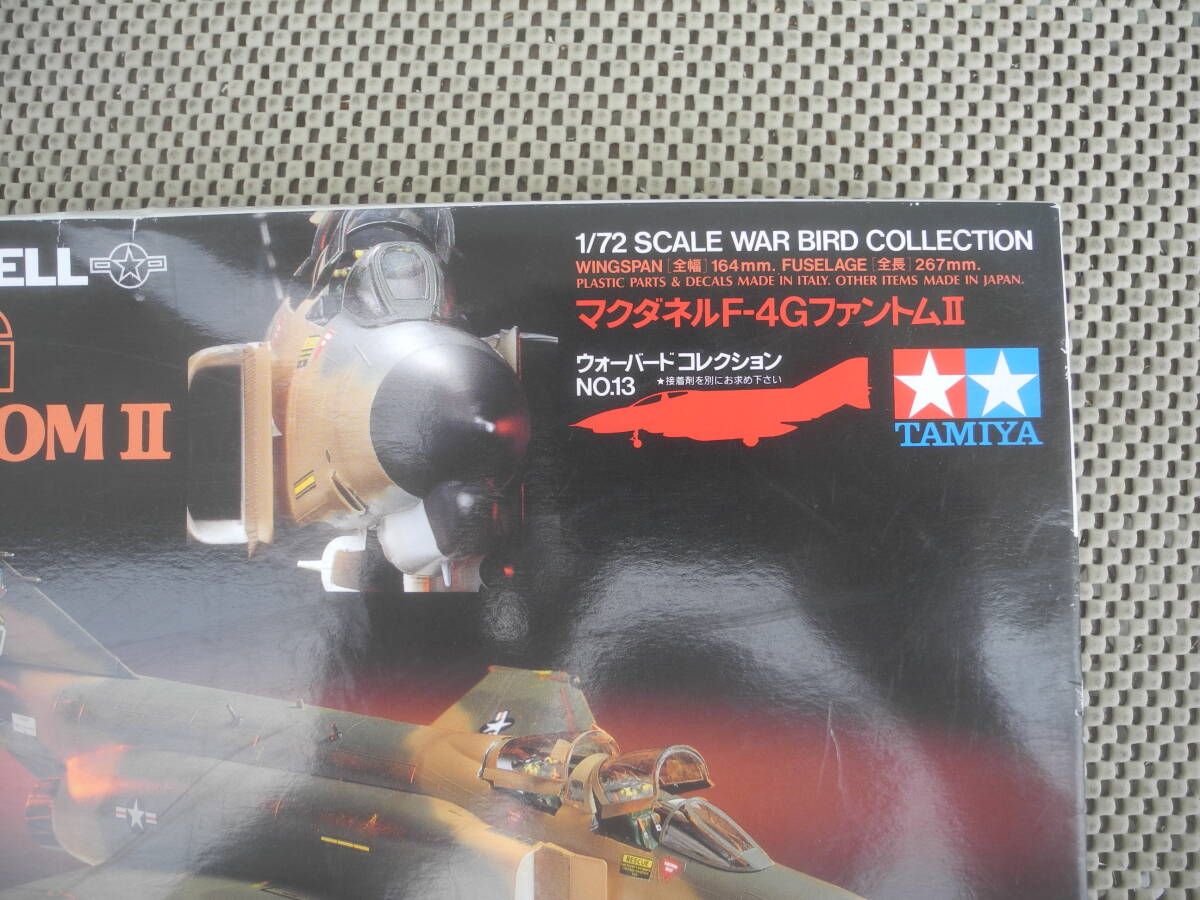 ELL
1/72 SCALE WAR BIRD COLLECTION
WINGSPAN [全幅] 164mm. FUSELAGE [全長] 267mm.
PLASTIC PARTS & DECALS MADE IN ITALY. OTHER ITEMS MADE IN JAPAN.
マクダネルF-4GファントムII
ウォーバードコレクション
NO.13 ★接着剤を別にお求め下さい
TAMIYA
OM II
RESCUE